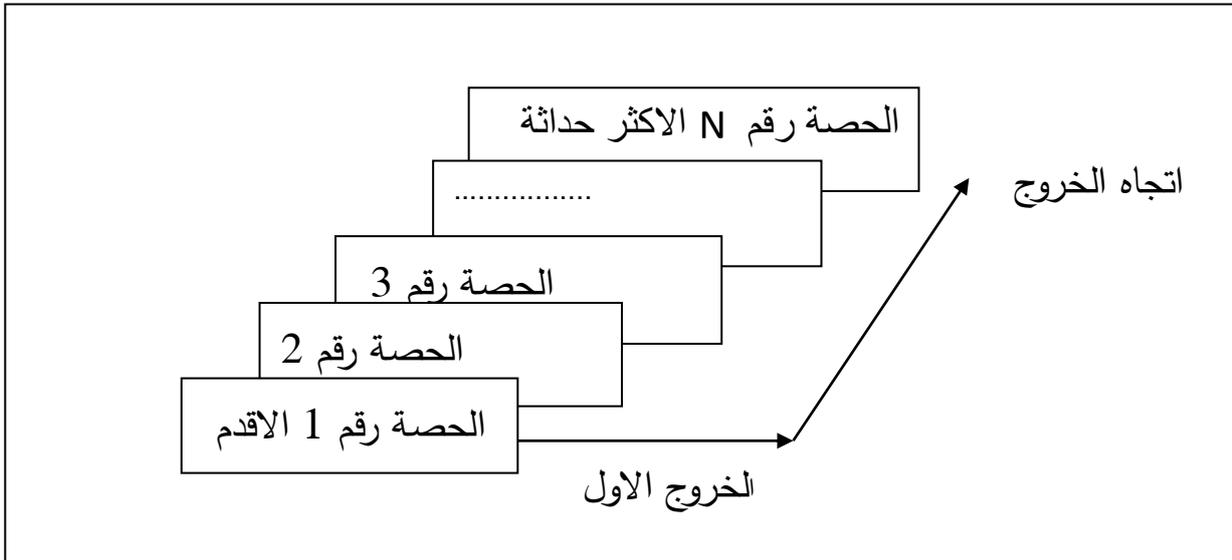 الحصة رقم N الاكثر حداثة
اتجاه الخروج
.................
الحصة رقم 3
الحصة رقم 2
الحصة رقم 1 الاقدم
الخروج الاول